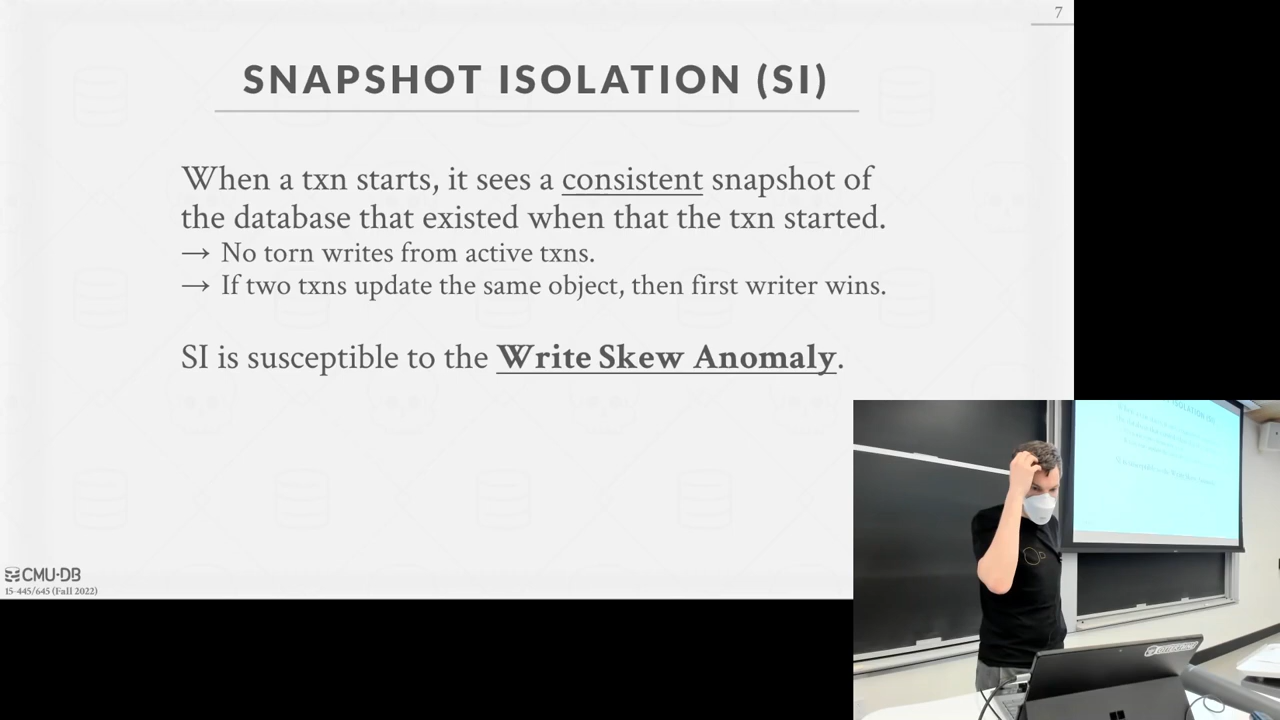 7
SNAPSHOT ISOLATION (SI)
When a txn starts, it sees a consistent snapshot of
the database that existed when that the txn started.
→ No torn writes from active txns.
→ If two txns update the same object, then first writer wins.
SI is susceptible to the Write Skew Anomaly.
CMU·DB
15-445/645 (Fall 2022)